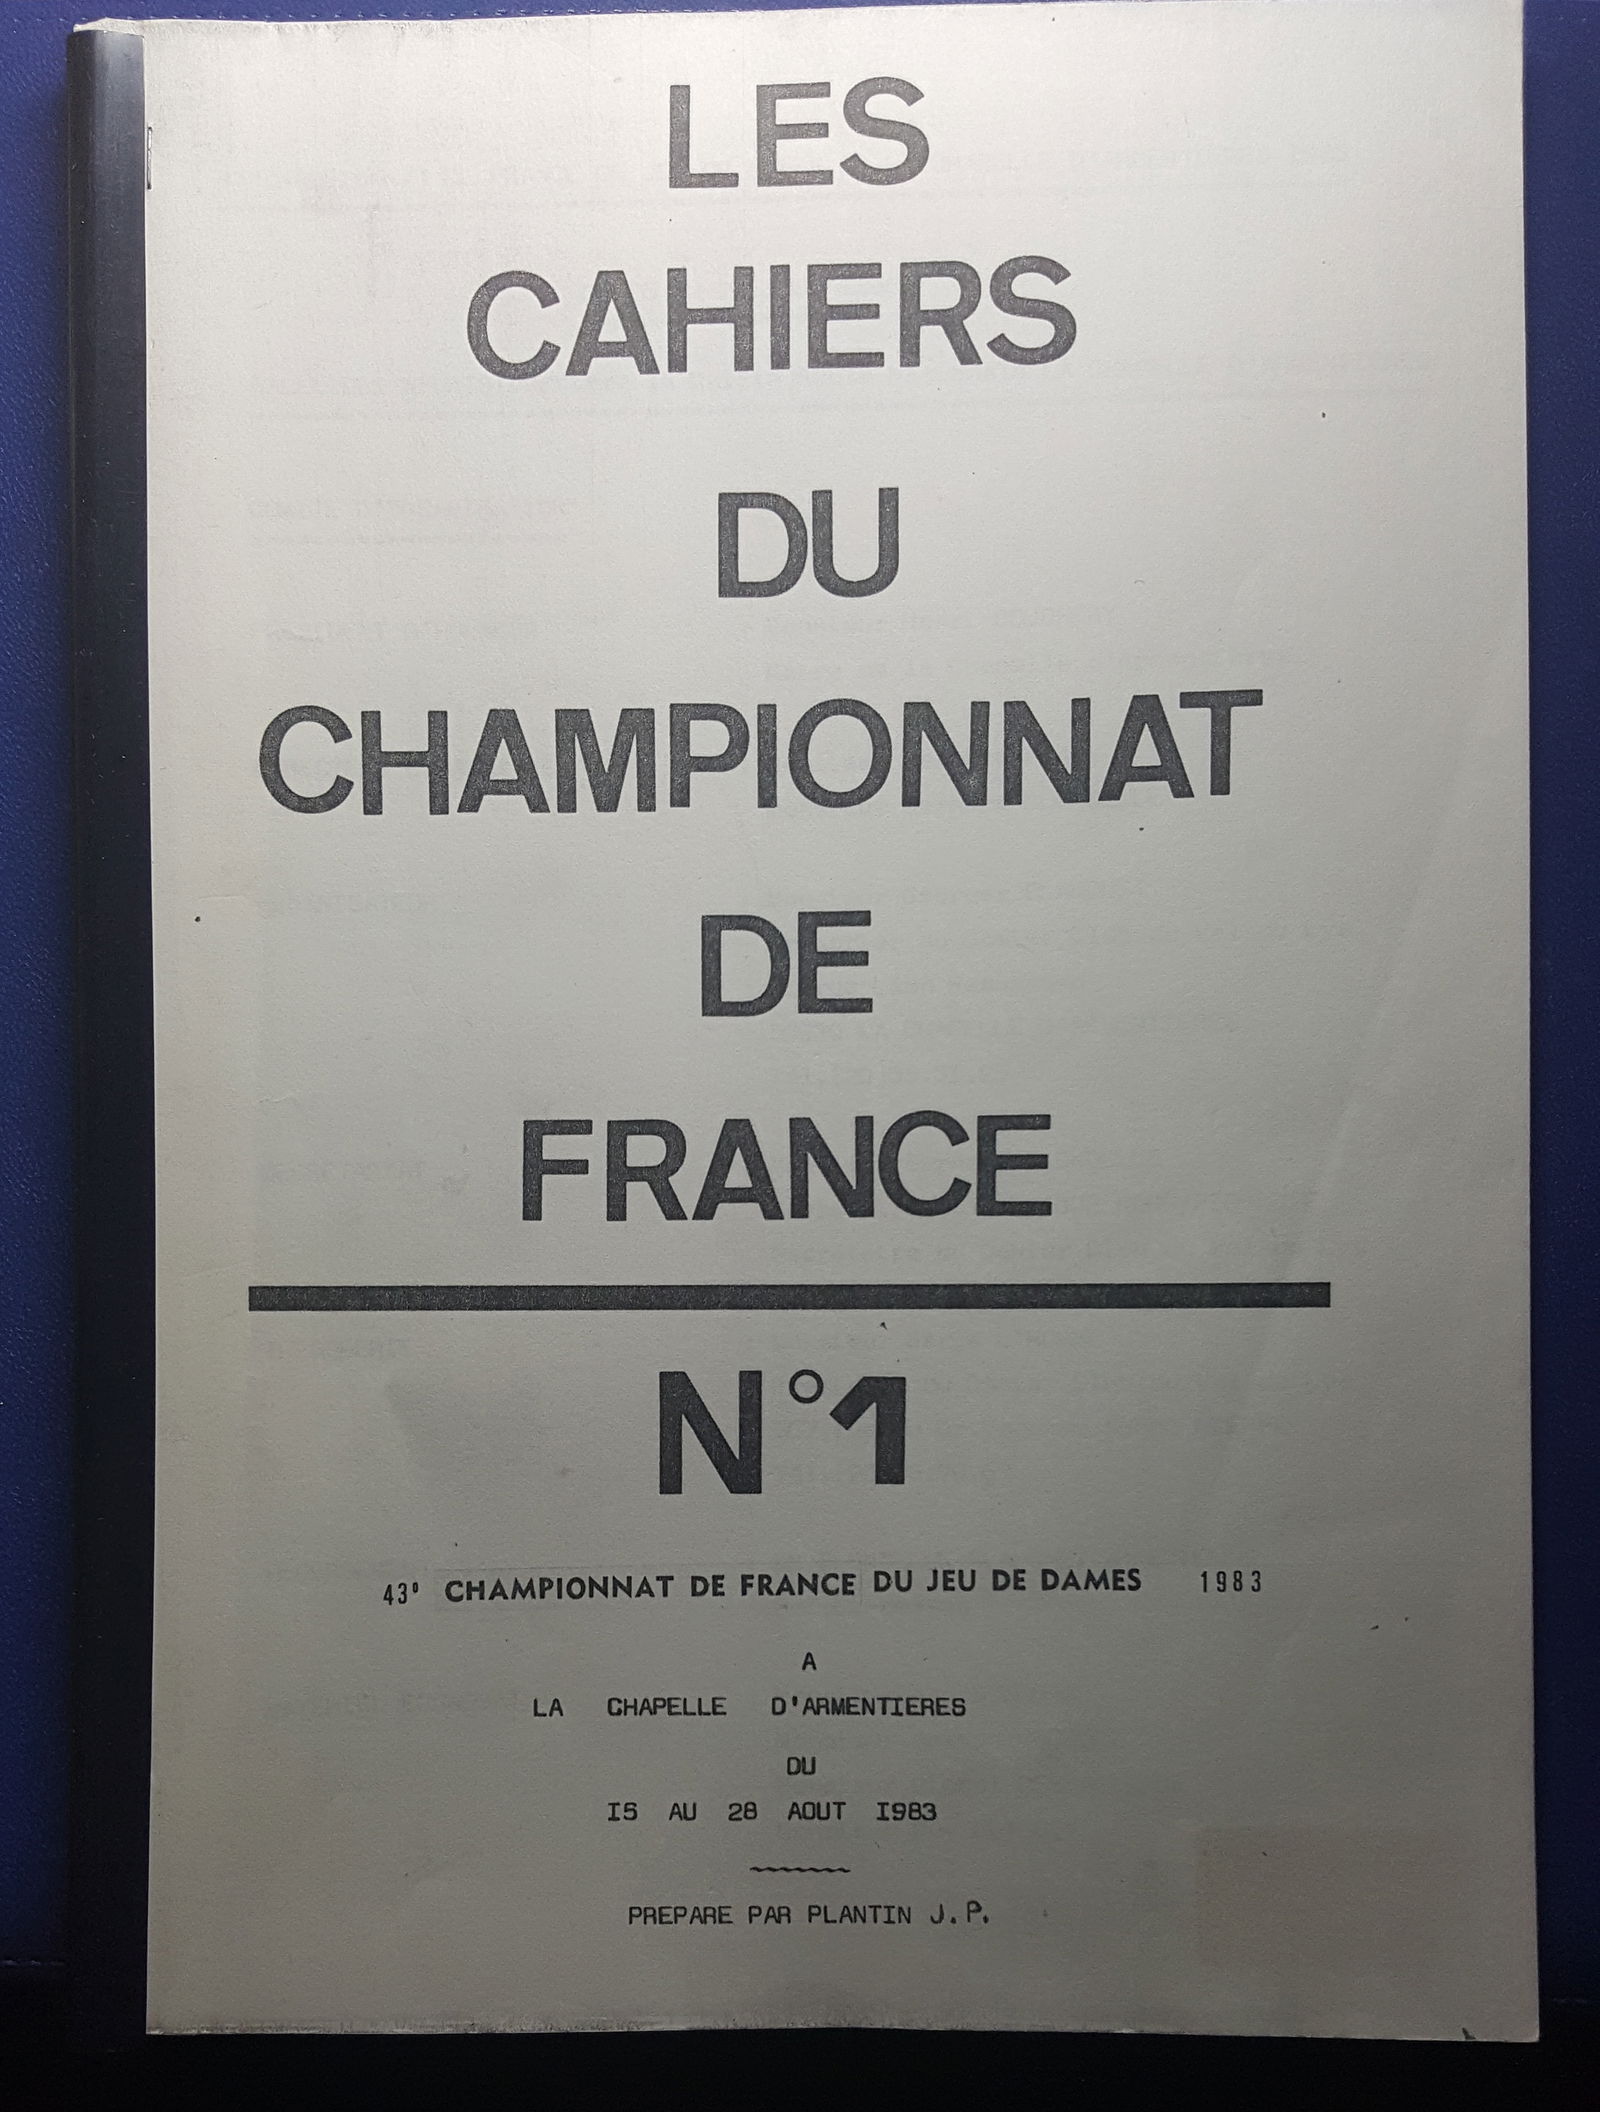 LES
CAHIERS
DU
CHAMPIONNAT
DE
FRANCE
N°1
43° CHAMPIONNAT DE FRANCE DU JEU DE DAMES 1983
A
LA CHAPELLE D'ARMENTIERES
DU
I5 AU 28 AOUT I983
PREPARE PAR PLANTIN J.P.